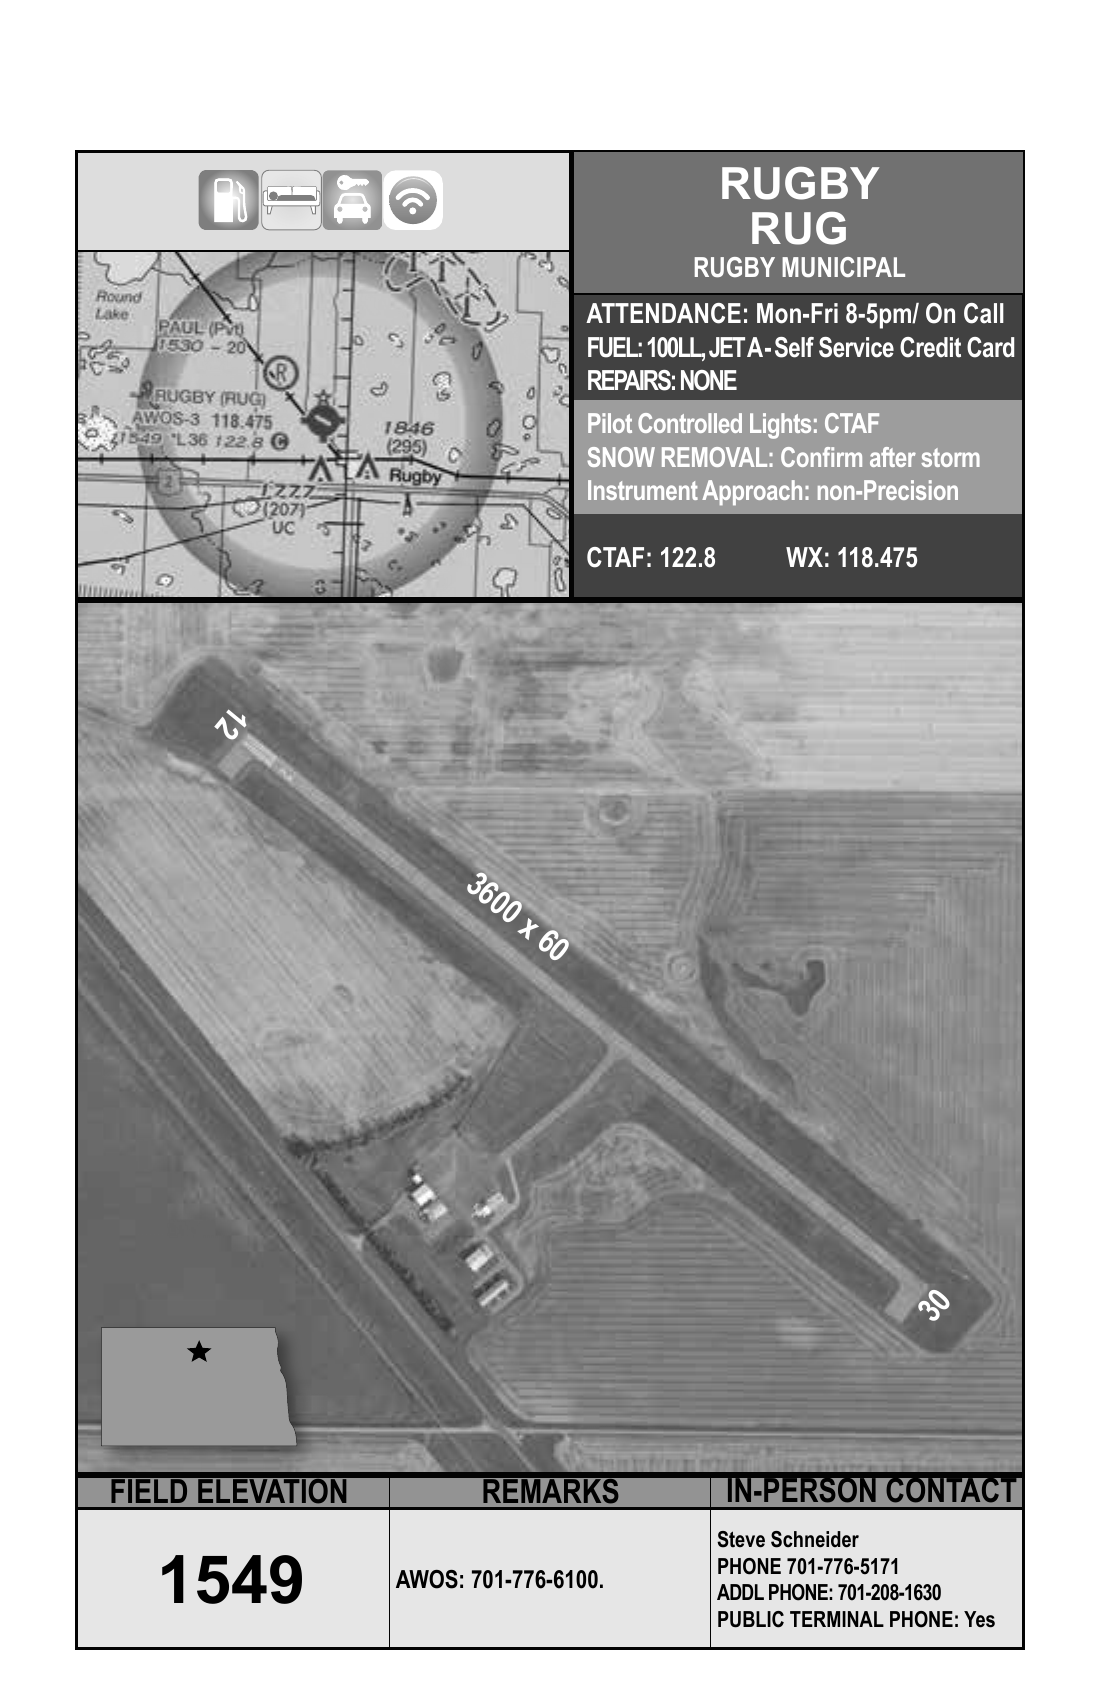 RUGBY
RUG
RUGBY MUNICIPAL
ATTENDANCE: Mon-Fri 8-5pm/ On Call
FUEL: 100LL, JET A - Self Service Credit Card
REPAIRS: NONE
Pilot Controlled Lights: CTAF
SNOW REMOVAL: Confirm after storm
Instrument Approach: non-Precision
CTAF: 122.8 WX: 118.475
Round
Lake
PAUL (Pvt)
1530 - 20
R
RUGBY (RUG)
AWOS-3 118.475
1549 *L36 122.8 C
1846
(295)
2
Rugby
1777
(207)
UC
12
3600 x 60
30
FIELD ELEVATION
1549
REMARKS
AWOS: 701-776-6100.
IN-PERSON CONTACT
Steve Schneider
PHONE 701-776-5171
ADDL PHONE: 701-208-1630
PUBLIC TERMINAL PHONE: Yes